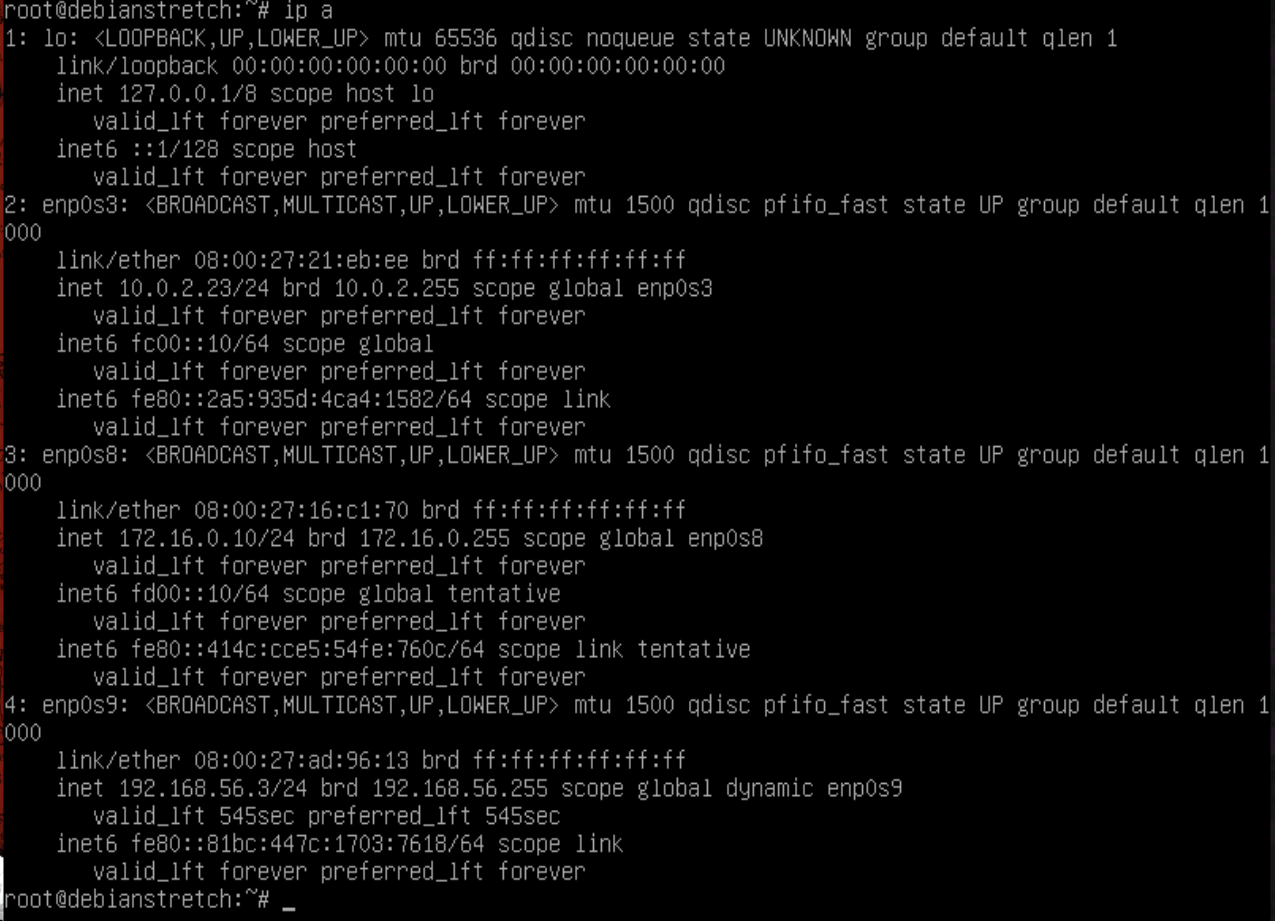 root@debianstretch:~# ip a
1: lo: <LOOPBACK,UP,LOWER_UP> mtu 65536 qdisc noqueue state UNKNOWN group default qlen 1
    link/loopback 00:00:00:00:00:00 brd 00:00:00:00:00:00
    inet 127.0.0.1/8 scope host lo
       valid_lft forever preferred_lft forever
    inet6 ::1/128 scope host
       valid_lft forever preferred_lft forever
2: enp0s3: <BROADCAST,MULTICAST,UP,LOWER_UP> mtu 1500 qdisc pfifo_fast state UP group default qlen 1
000
    link/ether 08:00:27:21:eb:ee brd ff:ff:ff:ff:ff:ff
    inet 10.0.2.23/24 brd 10.0.2.255 scope global enp0s3
       valid_lft forever preferred_lft forever
    inet6 fc00::10/64 scope global
       valid_lft forever preferred_lft forever
    inet6 fe80::2a5:935d:4ca4:1582/64 scope link
       valid_lft forever preferred_lft forever
3: enp0s8: <BROADCAST,MULTICAST,UP,LOWER_UP> mtu 1500 qdisc pfifo_fast state UP group default qlen 1
000
    link/ether 08:00:27:16:c1:70 brd ff:ff:ff:ff:ff:ff
    inet 172.16.0.10/24 brd 172.16.0.255 scope global enp0s8
       valid_lft forever preferred_lft forever
    inet6 fd00::10/64 scope global tentative
       valid_lft forever preferred_lft forever
    inet6 fe80::414c:cce5:54fe:760c/64 scope link tentative
       valid_lft forever preferred_lft forever
4: enp0s9: <BROADCAST,MULTICAST,UP,LOWER_UP> mtu 1500 qdisc pfifo_fast state UP group default qlen 1
000
    link/ether 08:00:27:ad:96:13 brd ff:ff:ff:ff:ff:ff
    inet 192.168.56.3/24 brd 192.168.56.255 scope global dynamic enp0s9
       valid_lft 545sec preferred_lft 545sec
    inet6 fe80::81bc:447c:1703:7618/64 scope link
       valid_lft forever preferred_lft forever
root@debianstretch:~# _